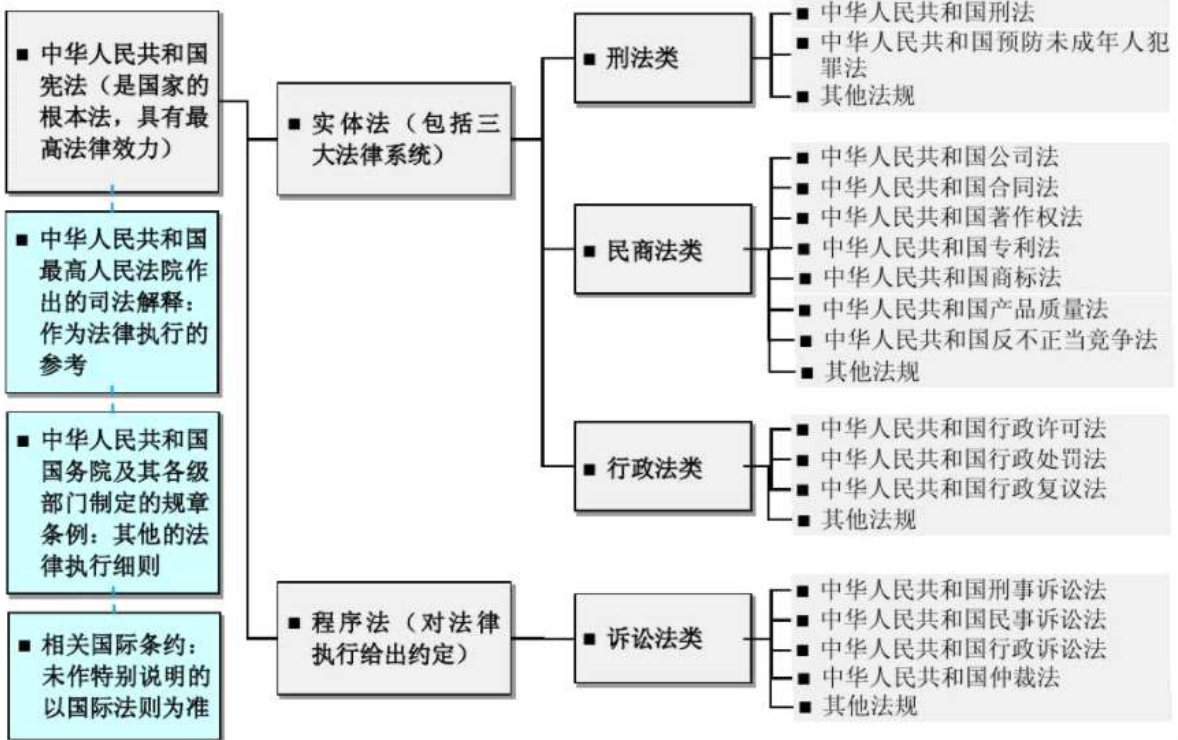 ■ 中华人民共和国
宪法（是国家的
根本法，具有最
高法律效力）
■ 中华人民共和国
最高人民法院作
出的司法解释：
作为法律执行的
参考
■ 中华人民共和国
国务院及其各级
部门制定的规章
条例：其他的法
律执行细则
■ 相关国际条约：
未作特别说明的
以国际法则为准
■ 实体法（包括三
大法律系统）
■ 程序法（对法律
执行给出约定）
■ 刑法类
■ 中华人民共和国刑法
■ 中华人民共和国预防未成年人犯
罪法
■ 其他法规
■ 民商法类
■ 中华人民共和国公司法
■ 中华人民共和国合同法
■ 中华人民共和国著作权法
■ 中华人民共和国专利法
■ 中华人民共和国商标法
■ 中华人民共和国产品质量法
■ 中华人民共和国反不正当竞争法
■ 其他法规
■ 行政法类
■ 中华人民共和国行政许可法
■ 中华人民共和国行政处罚法
■ 中华人民共和国行政复议法
■ 其他法规
■ 诉讼法类
■ 中华人民共和国刑事诉讼法
■ 中华人民共和国民事诉讼法
■ 中华人民共和国行政诉讼法
■ 中华人民共和国仲裁法
■ 其他法规